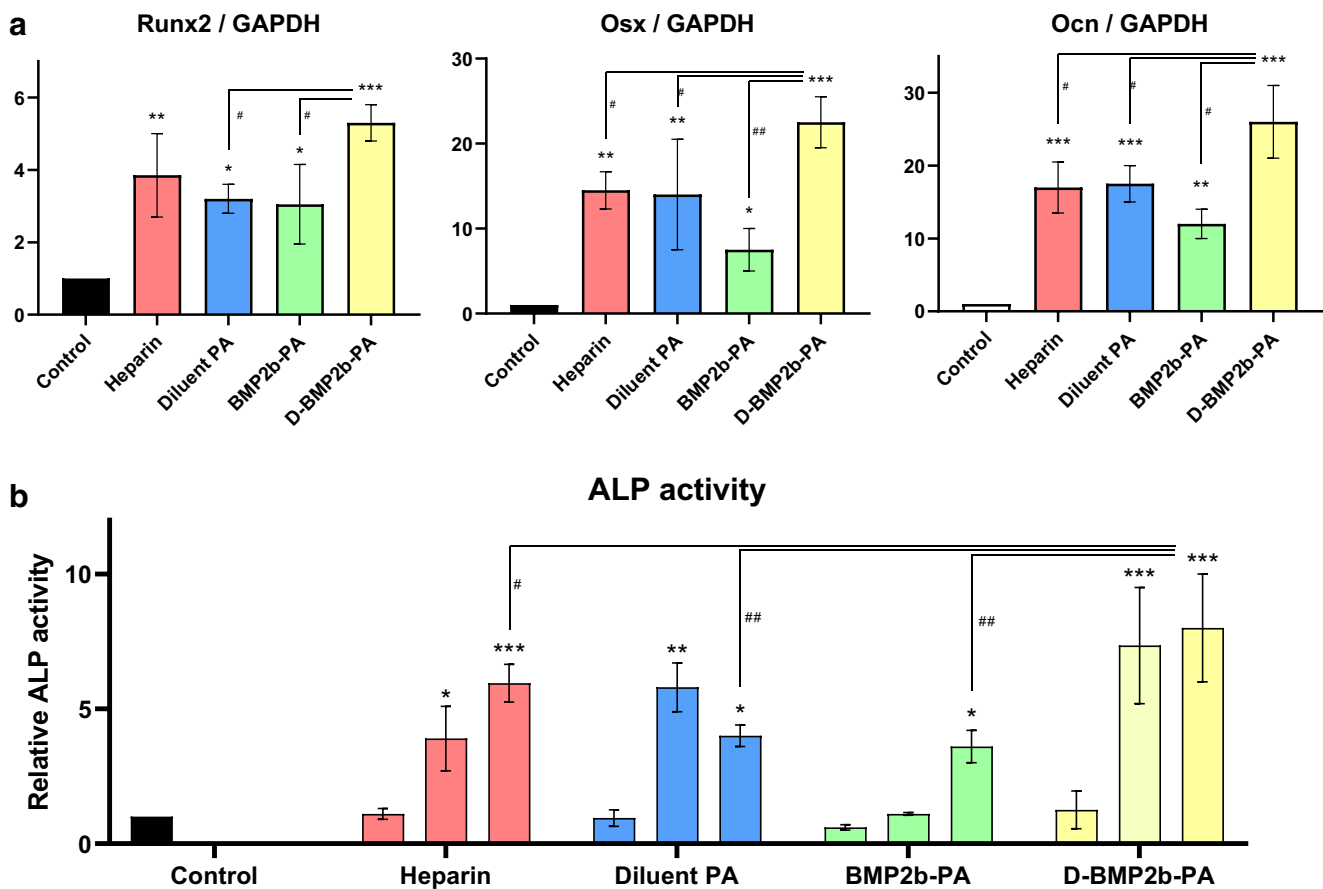 a
Runx2 / GAPDH
Osx / GAPDH
Ocn / GAPDH
6
4
2
0
**
*
#
*
#
***
Control
Heparin
Diluent PA
BMP2b-PA
D-BMP2b-PA
30
20
10
0
**
#
**
#
*
##
***
Control
Heparin
Diluent PA
BMP2b-PA
D-BMP2b-PA
30
20
10
0
***
#
***
#
**
#
***
Control
Heparin
Diluent PA
BMP2b-PA
D-BMP2b-PA
b
ALP activity
Relative ALP activity
10
5
0
*
***
#
**
*
##
*
##
***
***
Control
Heparin
Diluent PA
BMP2b-PA
D-BMP2b-PA